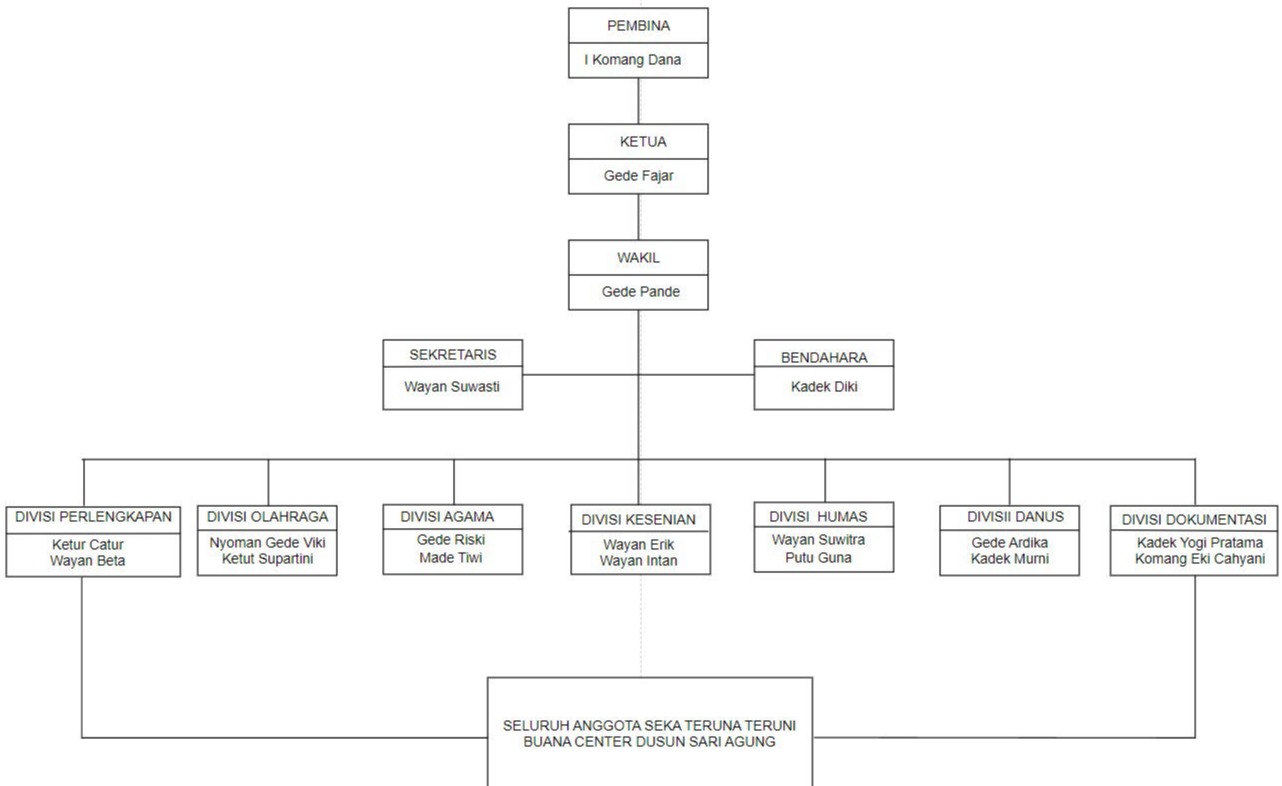 PEMBINA
I Komang Dana
KETUA
Gede Fajar
WAKIL
Gede Pande
SEKRETARIS
Wayan Suwasti
BENDAHARA
Kadek Diki
DIVISI PERLENGKAPAN
Ketur Catur
Wayan Beta
DIVISI OLAHRAGA
Nyoman Gede Viki
Ketut Supartini
DIVISI AGAMA
Gede Riski
Made Tiwi
DIVISI KESENIAN
Wayan Erik
Wayan Intan
DIVISI HUMAS
Wayan Suwitra
Putu Guna
DIVISII DANUS
Gede Ardika
Kadek Murni
DIVISI DOKUMENTASI
Kadek Yogi Pratama
Komang Eki Cahyani
SELURUH ANGGOTA SEKA TERUNA TERUNI
BUANA CENTER DUSUN SARI AGUNG